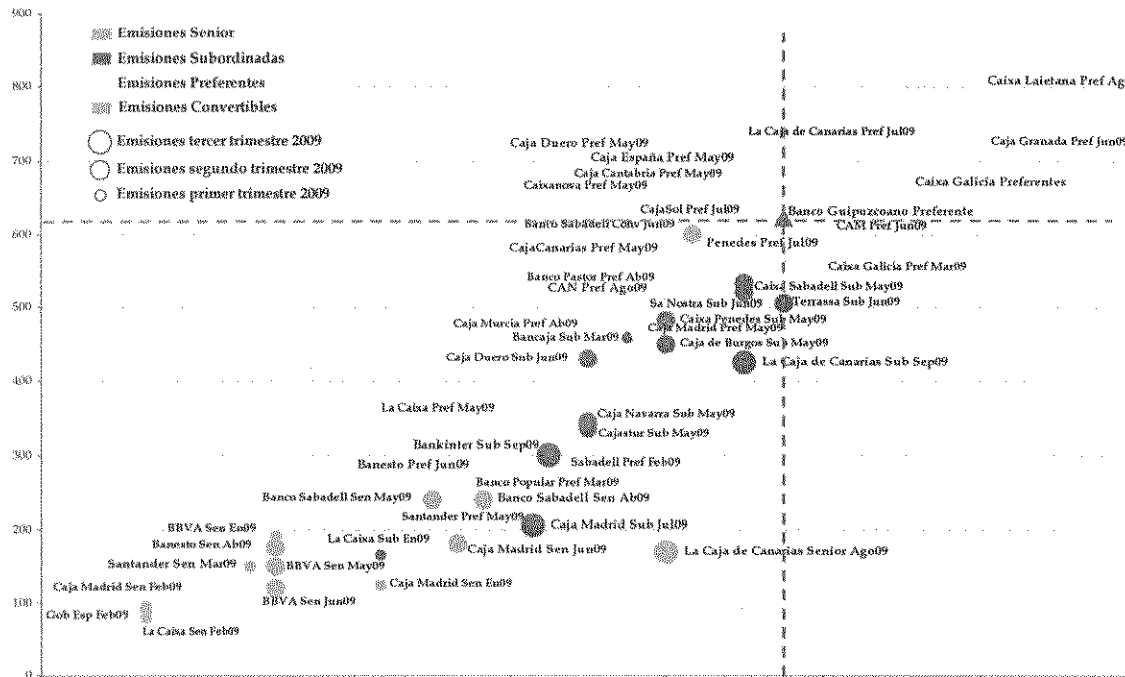 900
Emisiones Senior
Emisiones Subordinadas
Emisiones Preferentes
Emisiones Convertibles
Emisiones tercer trimestre 2009
Emisiones segundo trimestre 2009
Emisiones primer trimestre 2009
800
Caixa Laietana Pref Ag
La Caja de Canarias Pref Jul09
Caja Duero Pref May09
Caja Granada Pref Jun09
700
Caja España Pref May09
Caja Cantabria Pref May09
Caixanova Pref May09
Caixa Galicia Preferentes
CajaSol Pref Jul09
Banco Guipuzcoano Preferente
Banco Sabadell Conv Jun09
CAM Pref Jun09
600
Penedes Pref Jul09
CajaCanarias Pref May09
Caixa Galicia Pref Mar09
Banco Pastor Pref Ab09
CAN Pref Ago09
Caixa Sabadell Sub May09
500
Sa Nostra Sub Jun09
Terrassa Sub Jun09
Caja Murcia Pref Ab09
Caixa Penedes Sub May09
Caja Madrid Pref May09
Bancaja Sub Mar09
Caja de Burgos Sub May09
Caja Duero Sub Jun09
La Caja de Canarias Sub Sep09
400
La Caixa Pref May09
Caja Navarra Sub May09
Cajastur Sub May09
Bankinter Sub Sep09
300
Banesto Pref Jun09
Sabadell Pref Feb09
Banco Popular Pref Mar09
Banco Sabadell Sen May09
Banco Sabadell Sen Ab09
Santander Pref May09
Caja Madrid Sub Jul09
200
BBVA Sen En09
La Caixa Sub En09
Banesto Sen Ab09
Caja Madrid Sen Jun09
La Caja de Canarias Senior Ago09
Santander Sen Mar09
BBVA Sen May09
Caja Madrid Sen Feb09
Caja Madrid Sen En09
BBVA Sen Jun09
100
Gob Esp Feb09
La Caixa Sen Feb09
0